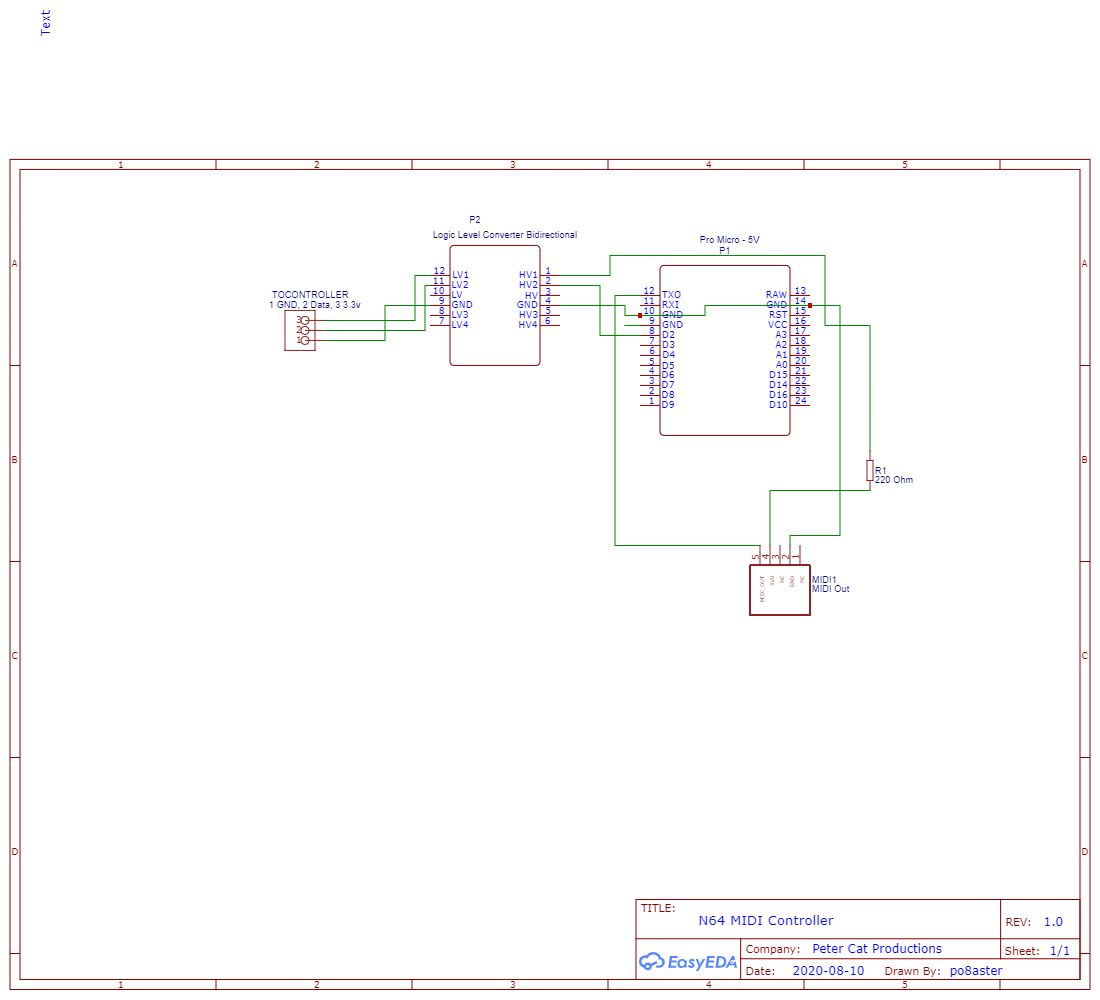 Text
1 2 3 4 5
A A
B B
C C
D D
1 2 3 4 5
P2
Logic Level Converter Bidirectional
12 LV1 HV1 1
11 LV2 HV2 2
10 LV HV 3
9 GND GND 4
8 LV3 HV3 5
7 LV4 HV4 6
TOCONTROLLER
1 GND, 2 Data, 3 3.3v
3
2
1
Pro Micro - 5V
P1
12 TXO RAW 13
11 RXI GND 14
10 GND RST 15
9 GND VCC 16
8 D2 A3 17
7 D3 A2 18
6 D4 A1 19
5 D5 A0 20
4 D6 D15 21
3 D7 D14 22
2 D8 D16 23
1 D9 D10 24
R1
220 Ohm
5 4 3 2 1
NC GND NC
MIDI1
MIDI Out
TITLE:
N64 MIDI Controller
REV: 1.0
EasyEDA
Company: Peter Cat Productions
Sheet: 1/1
Date: 2020-08-10 Drawn By: po8aster